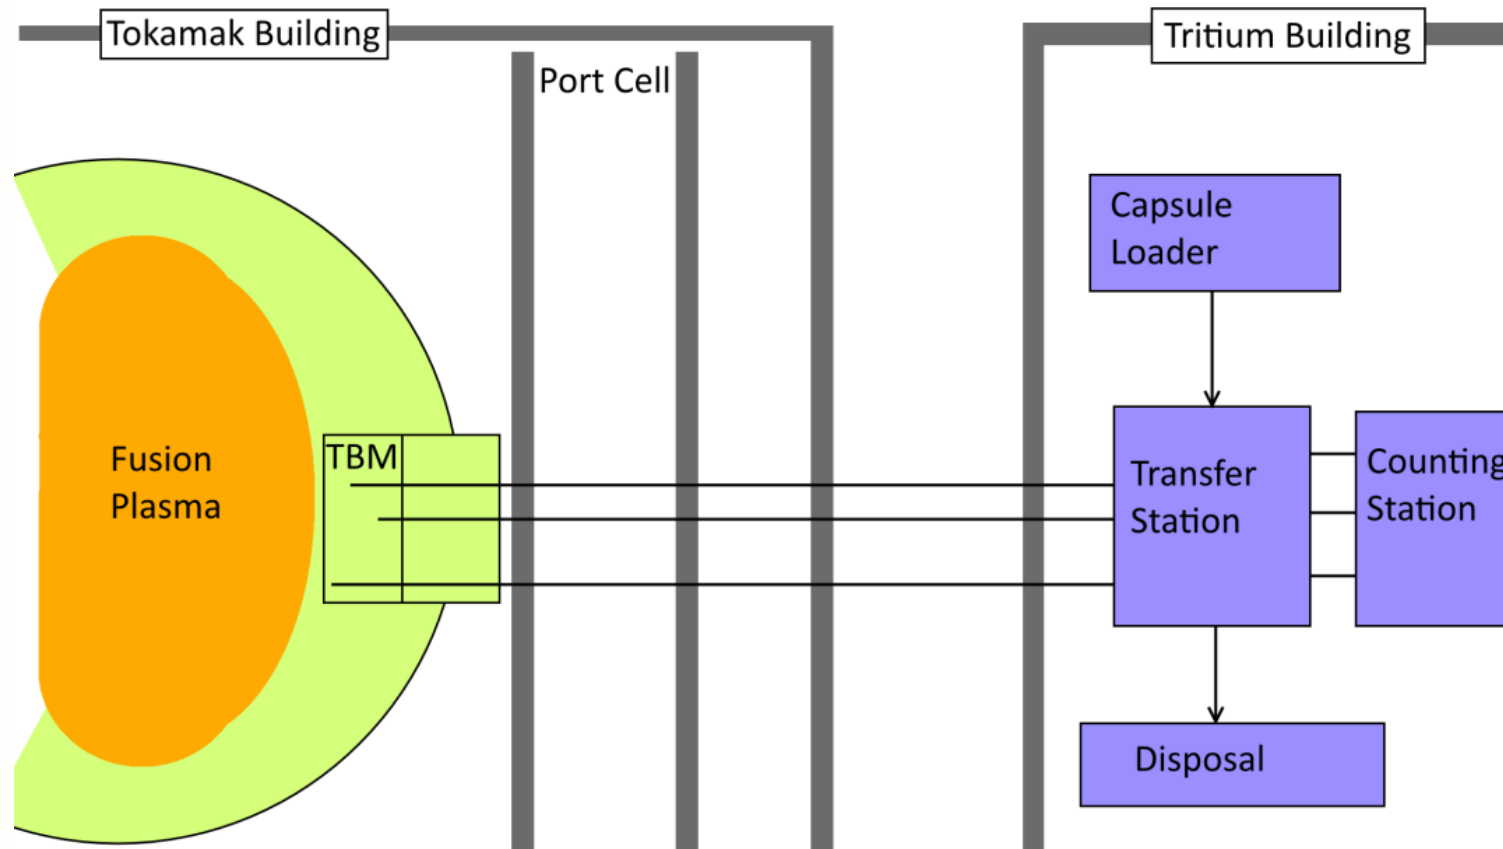 Tokamak Building
Tritium Building
Port Cell
Capsule
Loader
TBM
Fusion
Plasma
Transfer
Station
Counting
Station
Disposal